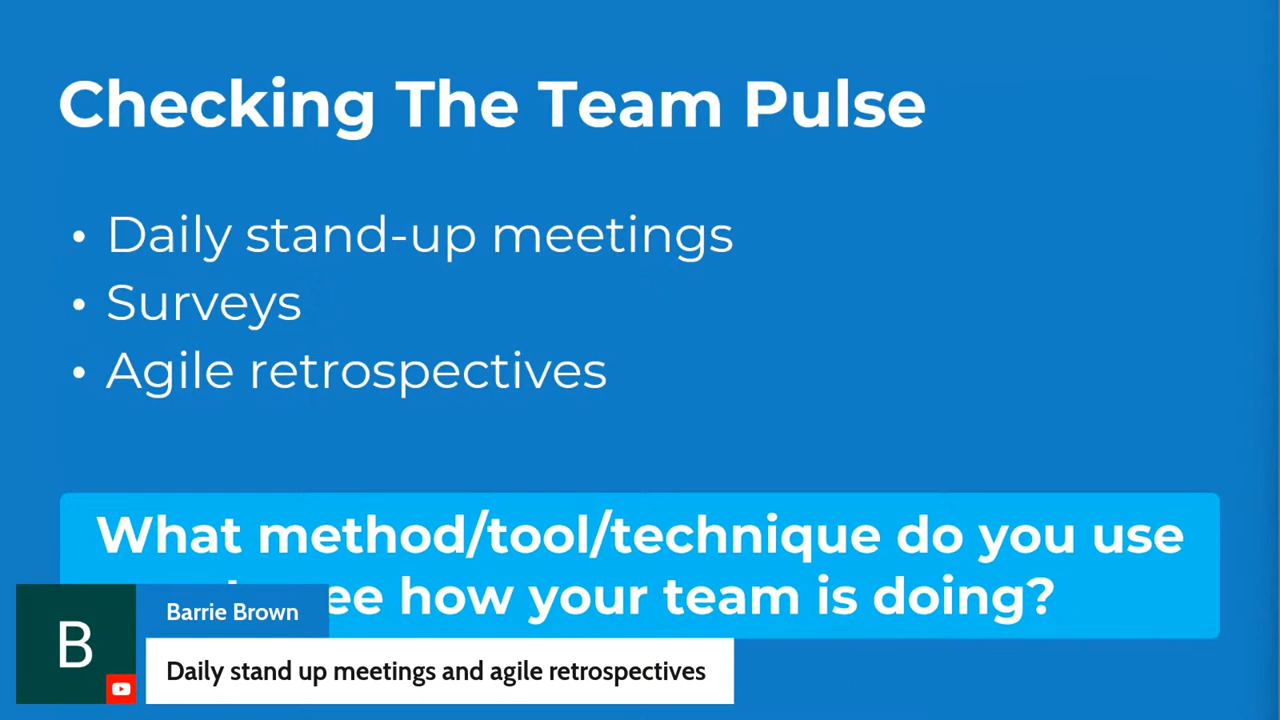 Checking The Team Pulse
• Daily stand-up meetings
• Surveys
• Agile retrospectives
What method/tool/technique do you use
how your team is doing?
B
Barrie Brown
Daily stand up meetings and agile retrospectives